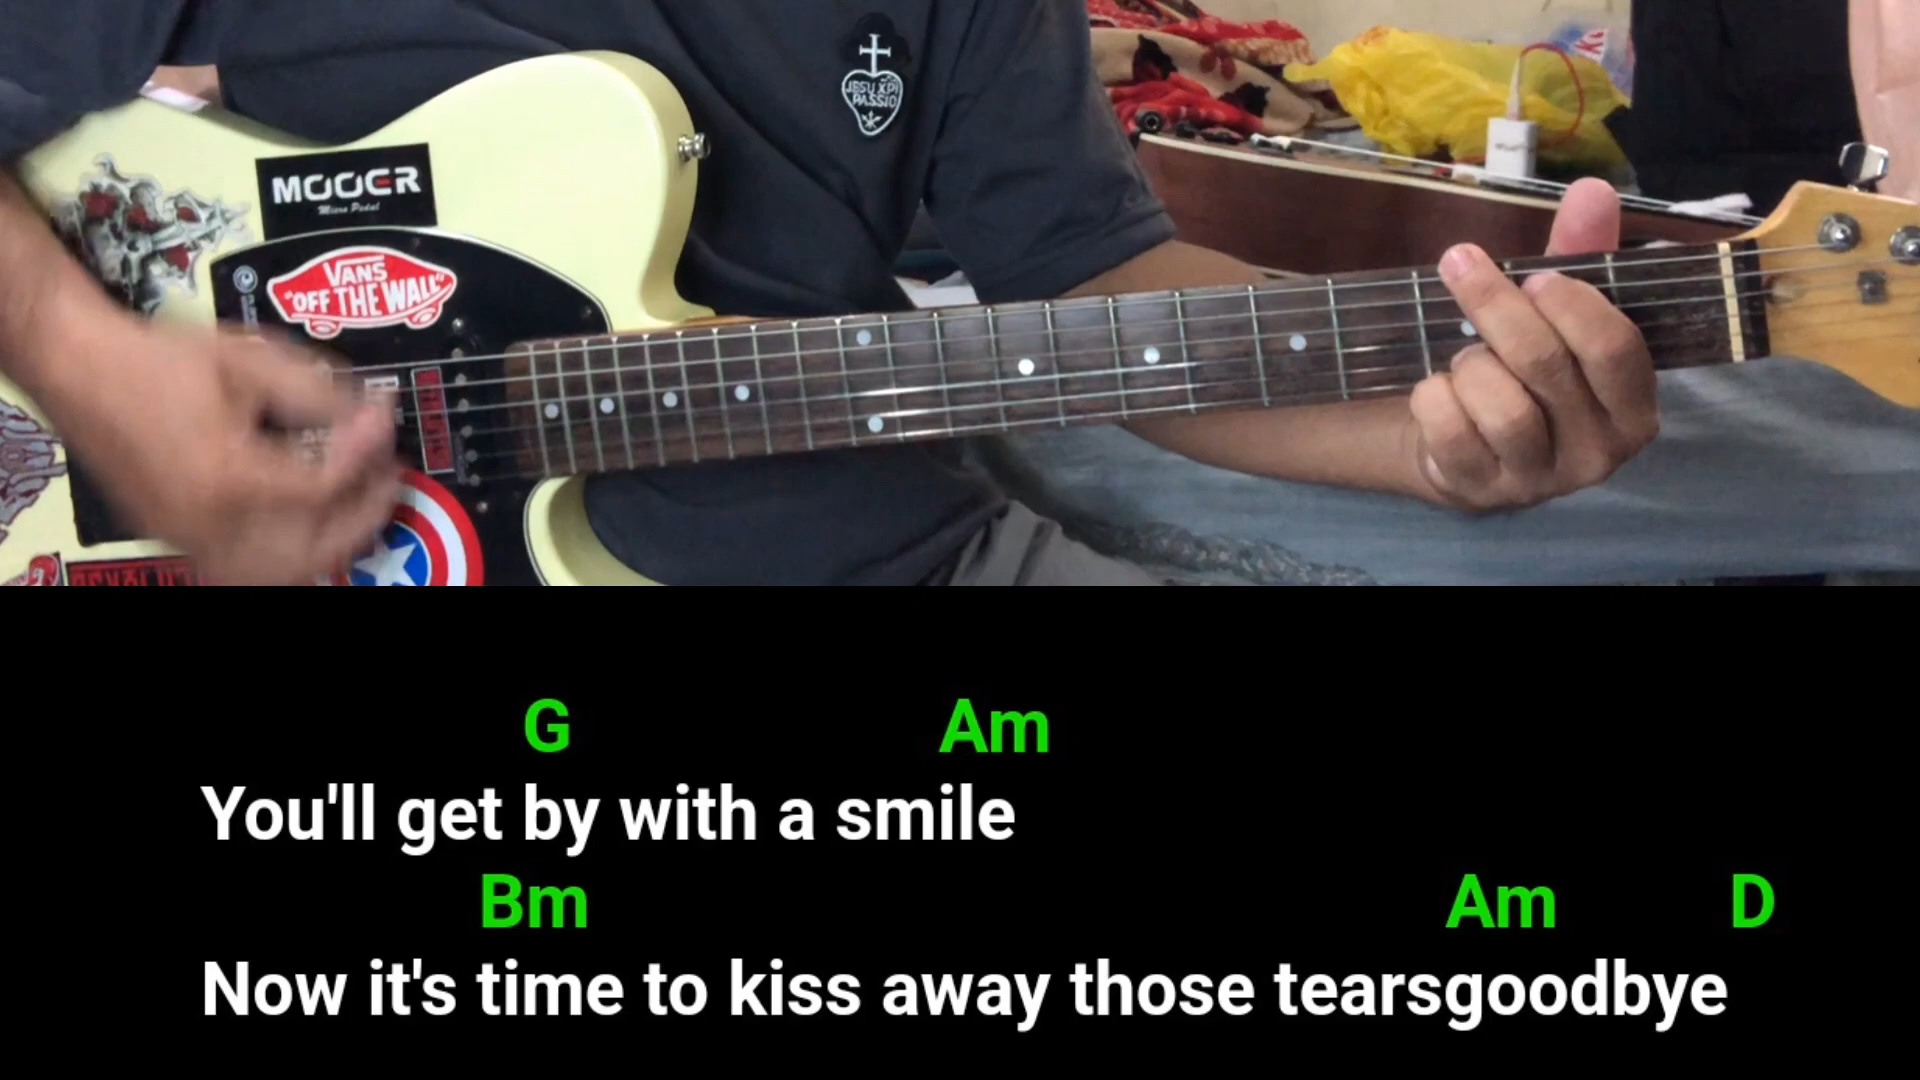 JESU XPI
PASSIO
MOOER
Micro Pedal
VANS
"OFF THE WALL"
G Am
You'll get by with a smile
Bm Am D
Now it's time to kiss away those tearsgoodbye